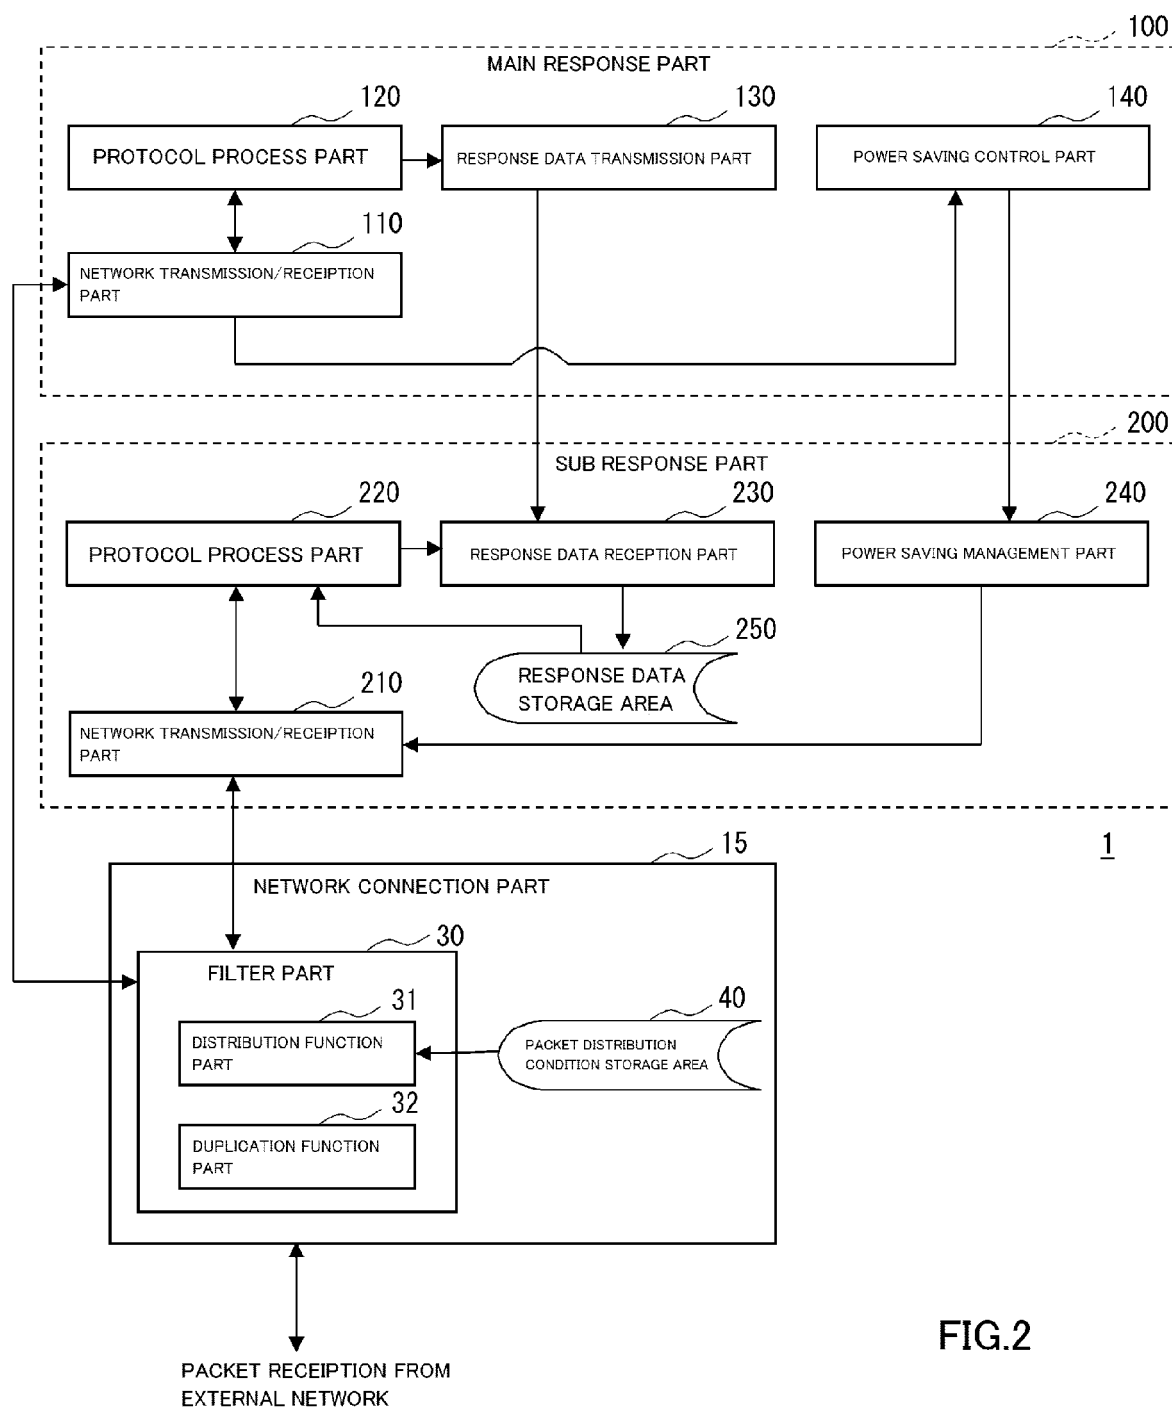 100
MAIN RESPONSE PART
120
130
140
PROTOCOL PROCESS PART
RESPONSE DATA TRANSMISSION PART
POWER SAVING CONTROL PART
110
NETWORK TRANSMISSION/RECEIPTION
PART
200
SUB RESPONSE PART
220
230
240
PROTOCOL PROCESS PART
RESPONSE DATA RECEPTION PART
POWER SAVING MANAGEMENT PART
250
RESPONSE DATA
STORAGE AREA
210
NETWORK TRANSMISSION/RECEIPTION
PART
1
15
NETWORK CONNECTION PART
30
FILTER PART
31
40
DISTRIBUTION FUNCTION
PART
PACKET DISTRIBUTION
CONDITION STORAGE AREA
32
DUPLICATION FUNCTION
PART
FIG.2
PACKET RECEIPTION FROM
EXTERNAL NETWORK